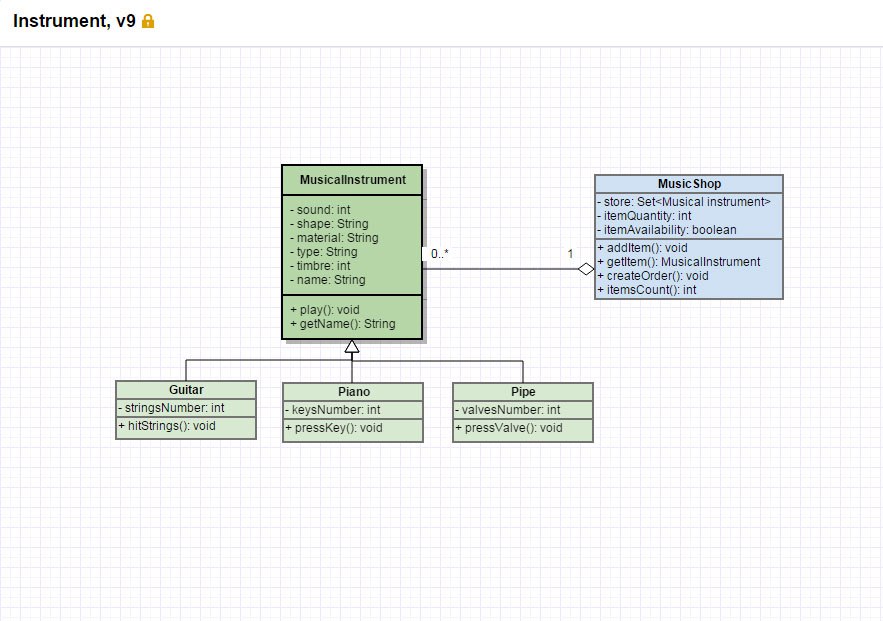 Instrument, v9
MusicalInstrument
- sound: int
- shape: String
- material: String
- type: String
- timbre: int
- name: String
+ play(): void
+ getName(): String
0..*
1
MusicShop
- store: Set<Musical instrument>
- itemQuantity: int
- itemAvailability: boolean
+ addItem(): void
+ getItem(): MusicalInstrument
+ createOrder(): void
+ itemsCount(): int
Guitar
- stringsNumber: int
+ hitStrings(): void
Piano
- keysNumber: int
+ pressKey(): void
Pipe
- valvesNumber: int
+ pressValve(): void